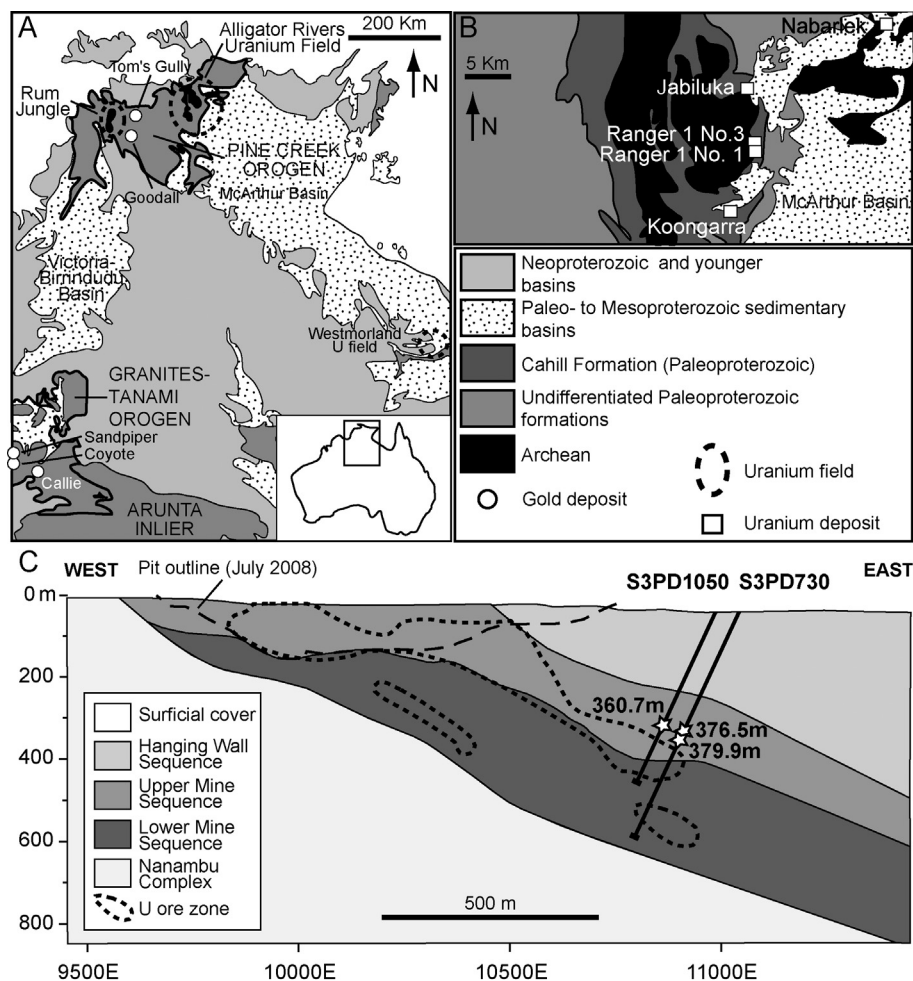 A
Alligator Rivers
Uranium Field
200 Km
N
Tom's Gully
Rum
Jungle
PINE CREEK
OROGEN
McArthur Basin
Goodall
Victoria-
Birrindudu
Basin
Westmorland
U field
GRANITES-
TANAMI
OROGEN
Sandpiper
Coyote
Callie
ARUNTA
INLIER
B
Nabarlek
5 Km
N
Jabiluka
Ranger 1 No.3
Ranger 1 No. 1
McArthur Basin
Koongarra
Neoproterozoic and younger
basins
Paleo- to Mesoproterozoic sedimentary
basins
Cahill Formation (Paleoproterozoic)
Undifferentiated Paleoproterozoic
formations
Archean
Uranium field
Gold deposit
Uranium deposit
C
WEST
Pit outline (July 2008)
S3PD1050 S3PD730
EAST
0 m
200
400
600
800
360.7m
376.5m
379.9m
Surficial cover
Hanging Wall
Sequence
Upper Mine
Sequence
Lower Mine
Sequence
Nanambu
Complex
U ore zone
500 m
9500E
10000E
10500E
11000E